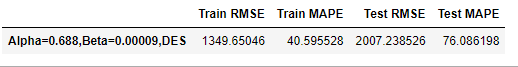 Train RMSE Train MAPE Test RMSE Test MAPE
Alpha=0.688,Beta=0.00009,DES 1349.65046 40.595528 2007.238526 76.086198